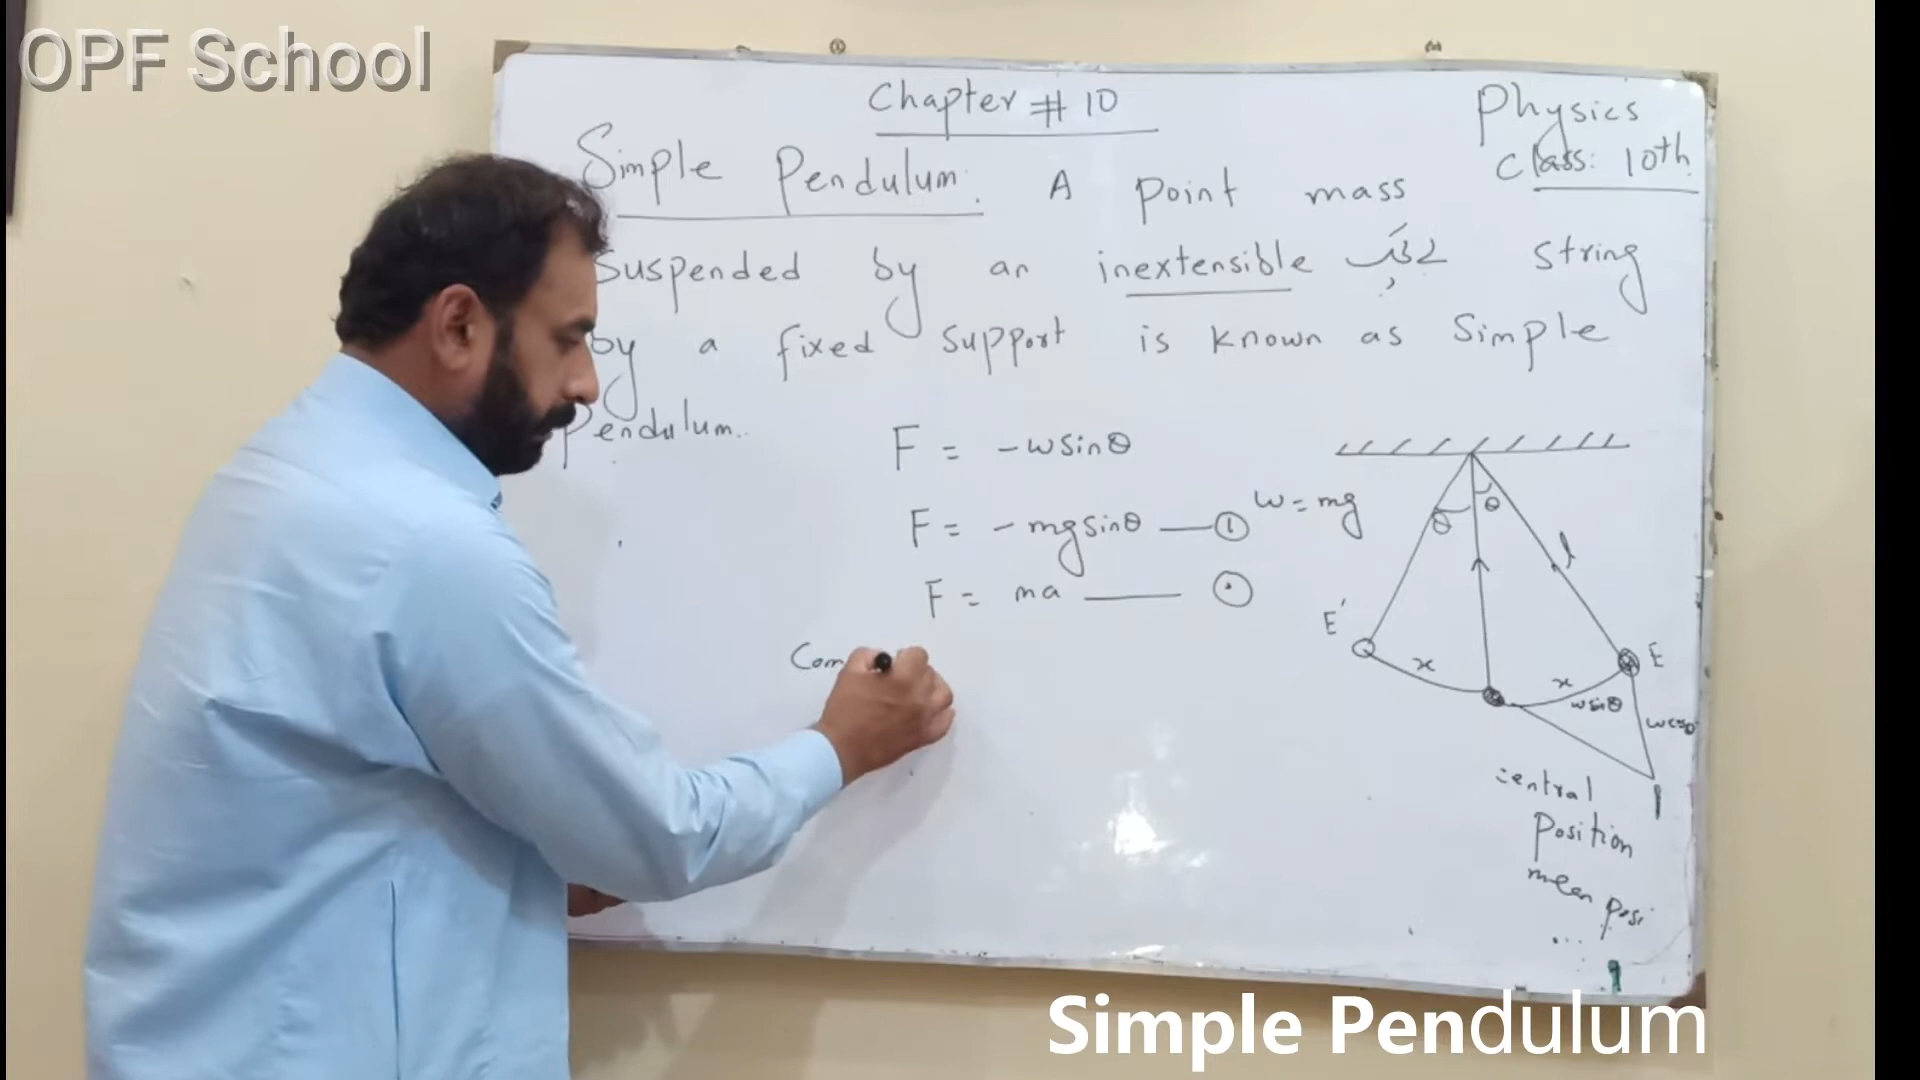 OPF School
Chapter # 10
Physics
Class: 10th.
Simple Pendulum: A point mass
Suspended by an inextensible لچک string
by a fixed support is known as Simple
Pendulum..
F = -wsinθ
F = - mgsinθ — ①
w = mg
F = ma —
Com
θ
θ
l
E'
E
x
x
wsinθ
wcosθ
central
Position
mean posi
...
Simple Pendulum